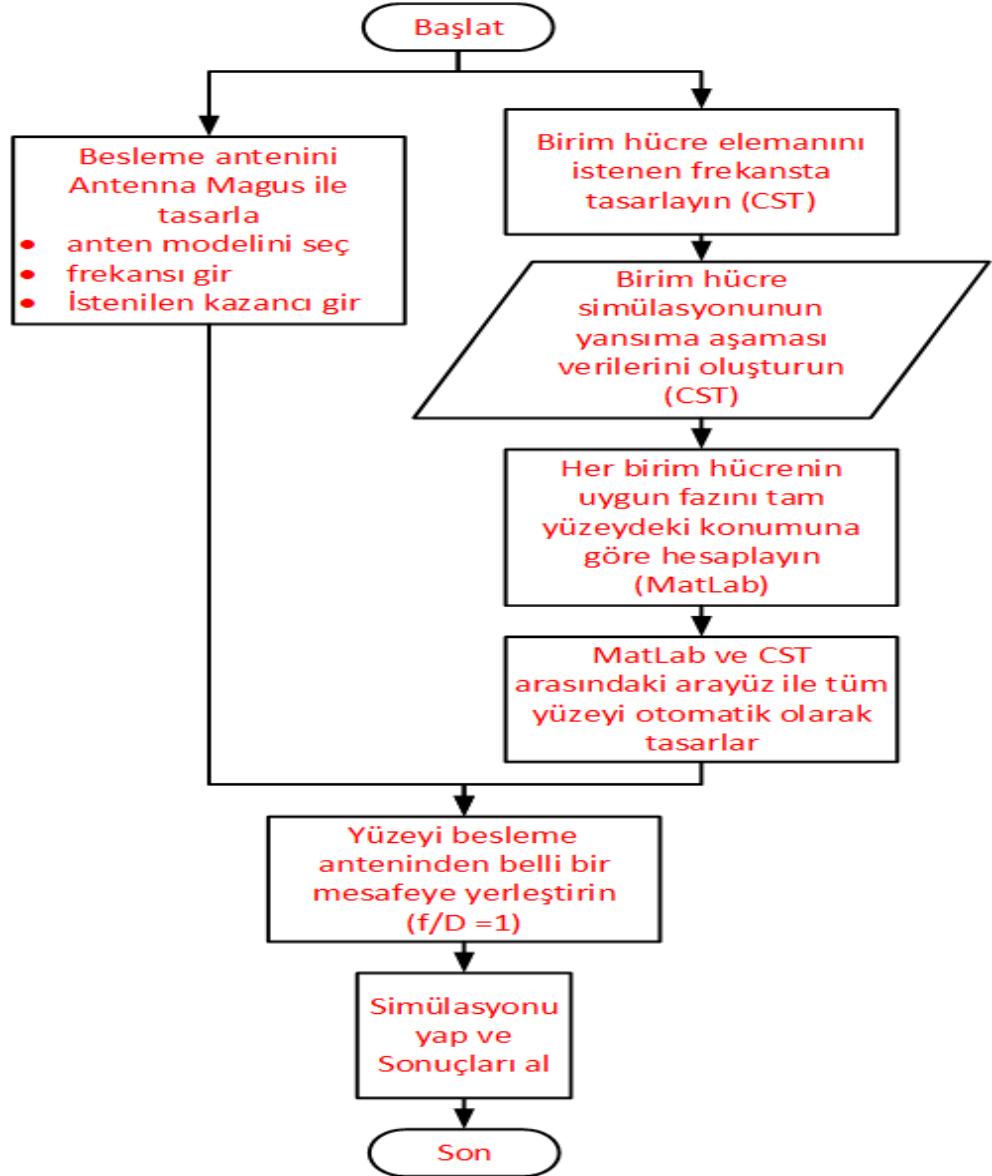 Başlat
Besleme antenini
Antenna Magus ile
tasarla
• anten modelini seç
• frekansı gir
• İstenilen kazancı gir
Birim hücre elemanını
istenen frekansta
tasarlayın (CST)
Birim hücre
simülasyonunun
yansıma aşaması
verilerini oluşturun
(CST)
Her birim hücrenin
uygun fazını tam
yüzeydeki konumuna
göre hesaplayın
(MatLab)
MatLab ve CST
arasındaki arayüz ile tüm
yüzeyi otomatik olarak
tasarlar
Yüzeyi besleme
anteninden belli bir
mesafeye yerleştirin
(f/D =1)
Simülasyonu
yap ve
Sonuçları al
Son